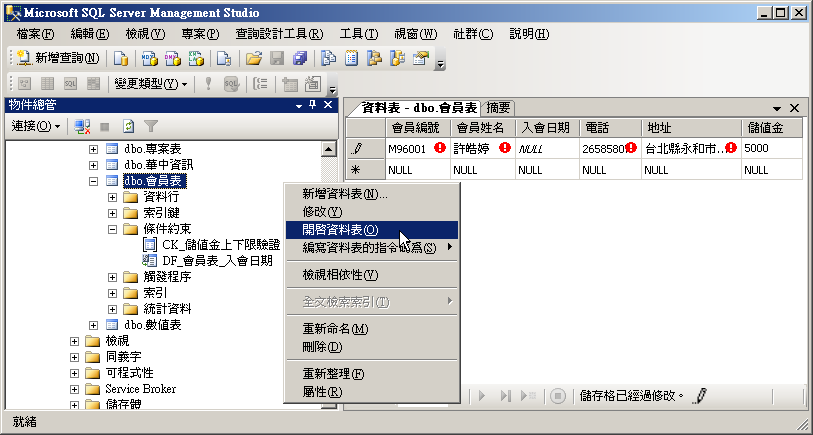 Microsoft SQL Server Management Studio
檔案(F) 編輯(E) 檢視(V) 專案(P) 查詢設計工具(R) 工具(T) 視窗(W) 社群(C) 說明(H)
新增查詢(N)
變更類型(Y)
物件總管
連接(O)
dbo.專案表
dbo.華中資訊
dbo.會員表
資料行
索引鍵
條件約束
CK_儲值金上下限驗證
DF_會員表_入會日期
觸發程序
索引
統計資料
dbo.數值表
檢視
同義字
可程式性
Service Broker
儲存體
資料表 - dbo.會員表 摘要
會員編號 會員姓名 入會日期 電話 地址 儲值金
M96001 許皓婷 NULL 2658580 台北縣永和市... 5000
NULL NULL NULL NULL NULL NULL
新增資料表(N)...
修改(Y)
開啓資料表(O)
編寫資料表的指令碼爲(S)
檢視相依性(V)
全文檢索索引(T)
重新命名(M)
刪除(D)
重新整理(F)
屬性(R)
儲存格已經過修改。
就緒